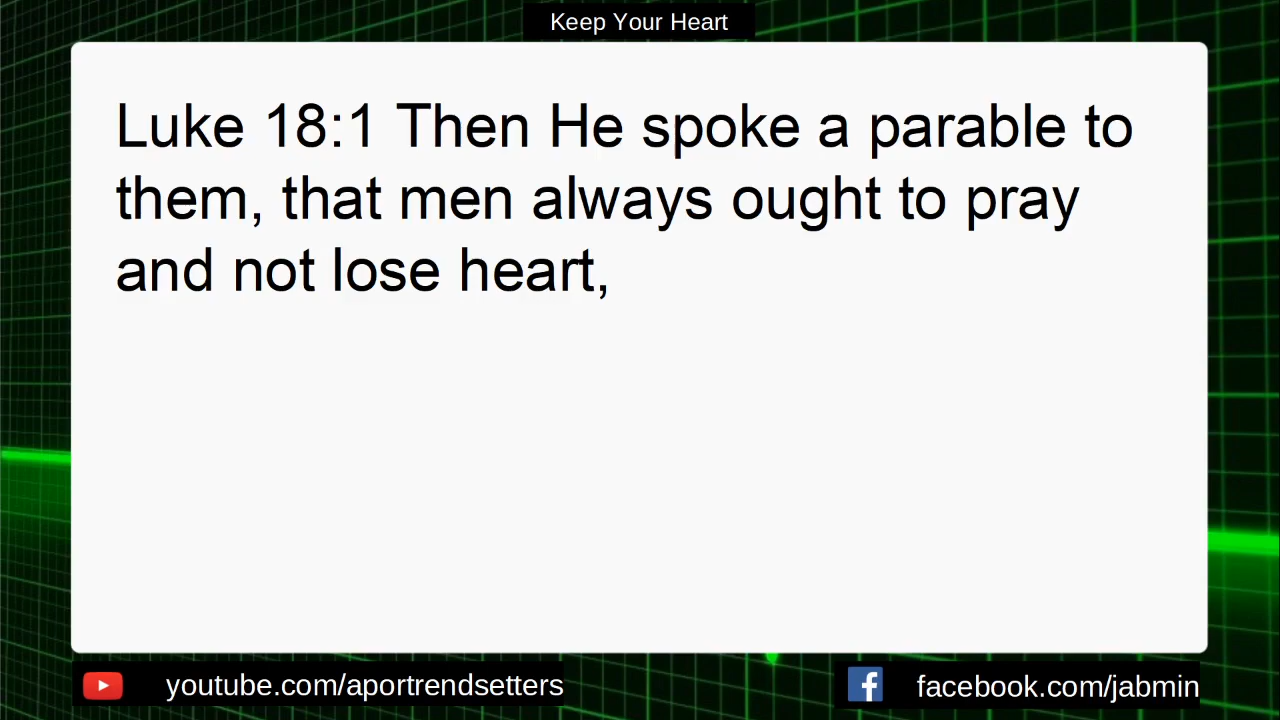 Keep Your Heart
Luke 18:1 Then He spoke a parable to
them, that men always ought to pray
and not lose heart,
youtube.com/aportrendsetters
facebook.com/jabmin